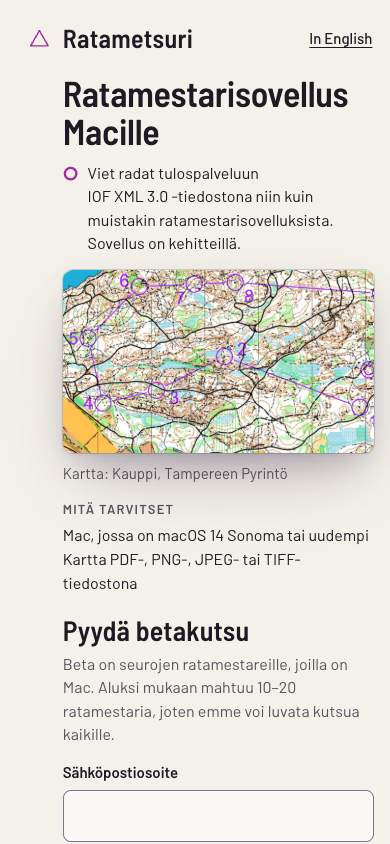 Ratametsuri
In English
Ratamestarisovellus
Macille
Viet radat tulospalveluun
IOF XML 3.0 -tiedostona niin kuin
muistakin ratamestarisovelluksista.
Sovellus on kehitteillä.
6
7
8
5
2
4
3
Kartta: Kauppi, Tampereen Pyrintö
MITÄ TARVITSET
Mac, jossa on macOS 14 Sonoma tai uudempi
Kartta PDF-, PNG-, JPEG- tai TIFF-
tiedostona
Pyydä betakutsu
Beta on seurojen ratamestareille, joilla on
Mac. Aluksi mukaan mahtuu 10–20
ratamestaria, joten emme voi luvata kutsua
kaikille.
Sähköpostiosoite